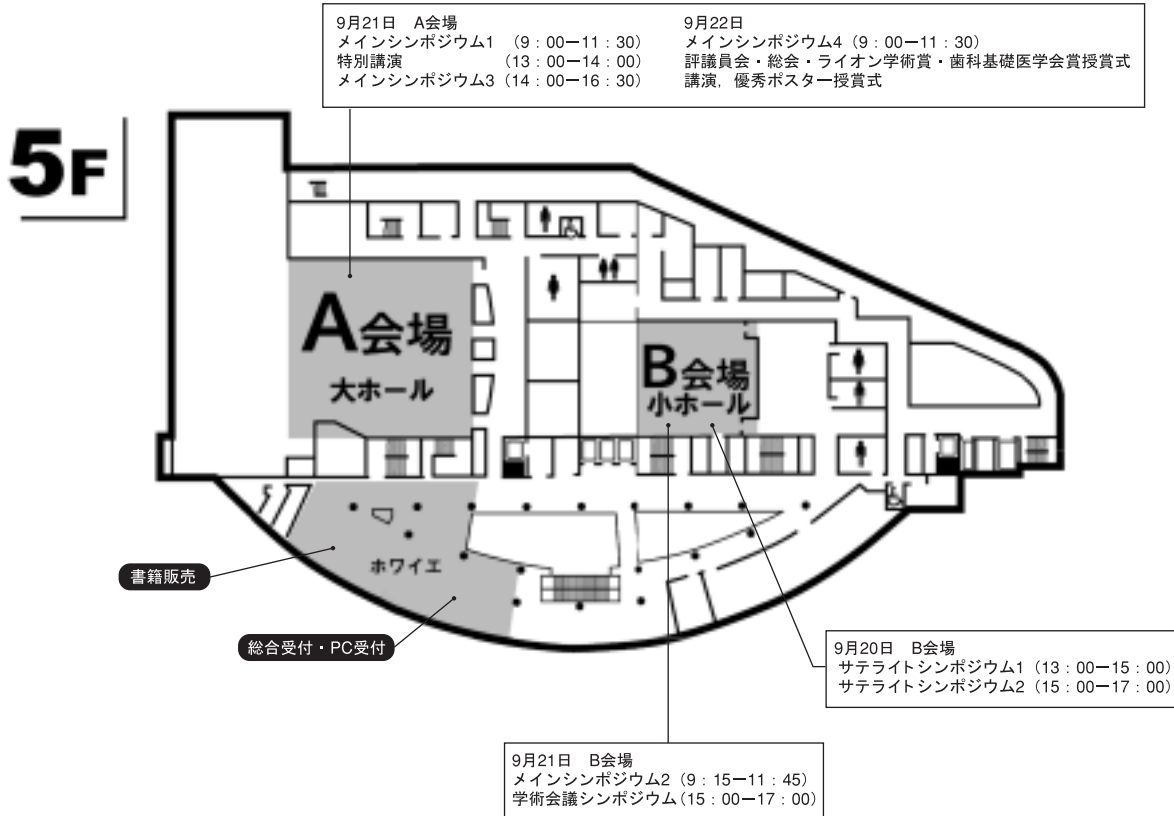 9月21日　A会場
メインシンポジウム1　(9：00ー11：30)
特別講演　(13：00ー14：00)
メインシンポジウム3 (14：00ー16：30)
9月22日
メインシンポジウム4 (9：00ー11：30)
評議員会・総会・ライオン学術賞・歯科基礎医学会賞授賞式
講演，優秀ポスター授賞式
5F
A会場
大ホール
B会場
小ホール
ホワイエ
書籍販売
総合受付・PC受付
9月20日　B会場
サテライトシンポジウム1 (13：00ー15：00)
サテライトシンポジウム2 (15：00ー17：00)
9月21日　B会場
メインシンポジウム2 (9：15ー11：45)
学術会議シンポジウム (15：00ー17：00)